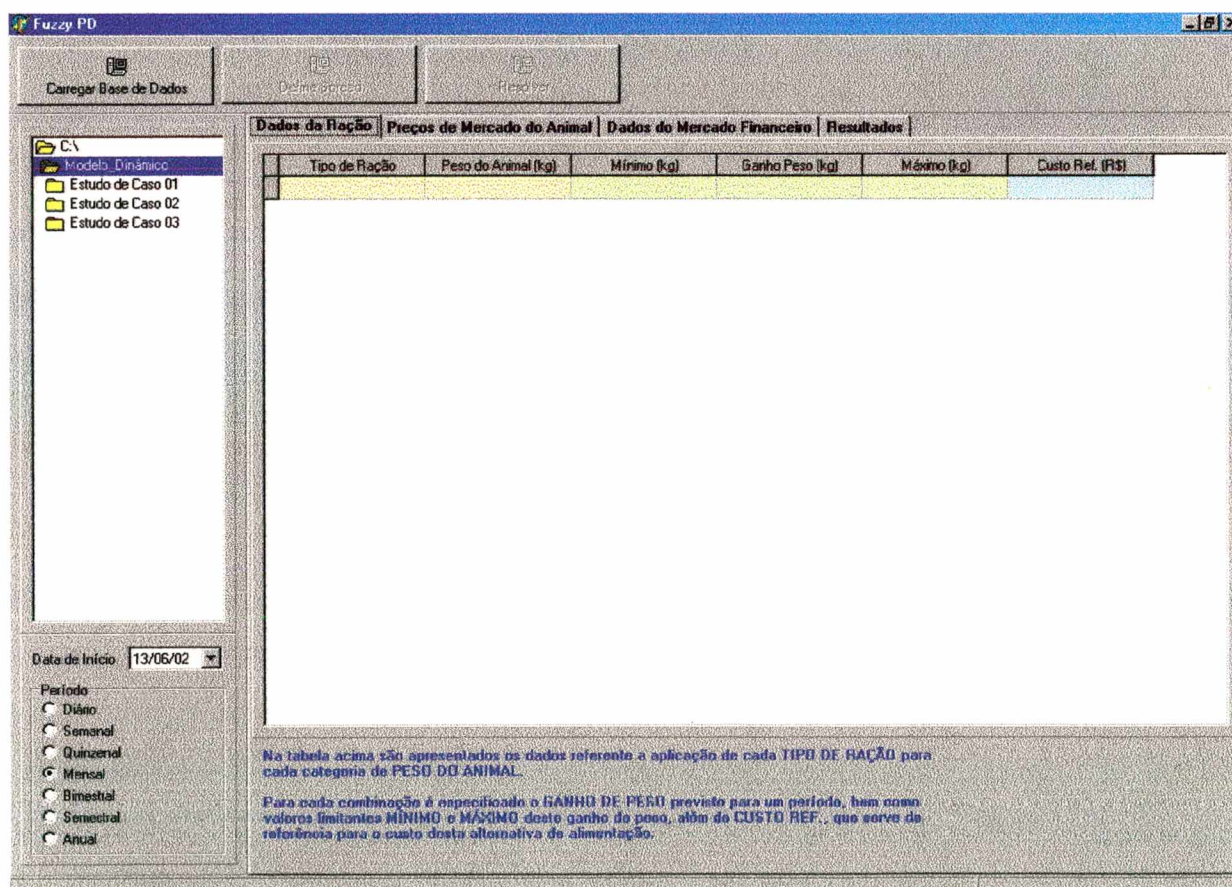 Fuzzy PD
Carregar Base de Dados
Resolver
Dados da Ração Preços de Mercado do Animal Dados do Mercado Financeiro Resultados
C:\
Modelo_Dinâmico
Estudo de Caso 01
Estudo de Caso 02
Estudo de Caso 03
Tipo de Ração Peso do Animal (kg) Mínimo (kg) Ganho Peso (kg) Máximo (kg) Custo Ref. (R$)
Data de Início 13/06/02
Período
Diário
Semanal
Quinzenal
Mensal
Bimestral
Semestral
Anual
Na tabela acima são apresentados os dados referente a aplicação de cada TIPO DE RAÇÃO para
cada categoria de PESO DO ANIMAL.
Para cada combinação é especificado o GANHO DE PESO previsto para um período, bem como
valores limitantes MÍNIMO e MÁXIMO deste ganho de peso, além do CUSTO REF., que serve de
referência para o custo desta alternativa de alimentação.